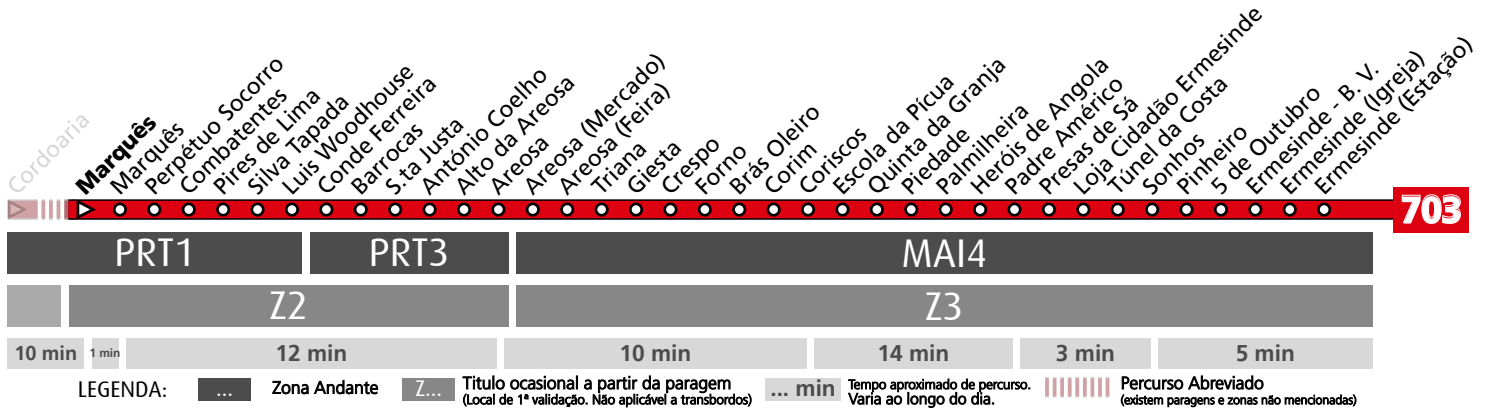 Cordoaria
Marquês
Marquês
Perpétuo Socorro
Combatentes
Pires de Lima
Silva Tapada
Luis Woodhouse
Conde Ferreira
Barrocas
S.ta Justa
António Coelho
Alto da Areosa
Areosa
Areosa (Mercado)
Areosa (Feira)
Triana
Giesta
Crespo
Forno
Brás Oleiro
Corim
Coriscos
Escola da Pícua
Quinta da Granja
Piedade
Palmilheira
Heróis de Angola
Padre Américo
Presas de Sá
Loja Cidadão Ermesinde
Túnel da Costa
Sonhos
Pinheiro
5 de Outubro
Ermesinde - B. V.
Ermesinde (Igreja)
Ermesinde (Estação)
703
PRT1 PRT3 MAI4
Z2 Z3
10 min 1 min 12 min 10 min 14 min 3 min 5 min
LEGENDA:
... Zona Andante
Z... Titulo ocasional a partir da paragem
(Local de 1ª validação. Não aplicável a transbordos)
... min Tempo aproximado de percurso.
Varia ao longo do dia.
Percurso Abreviado
(existem paragens e zonas não mencionadas)